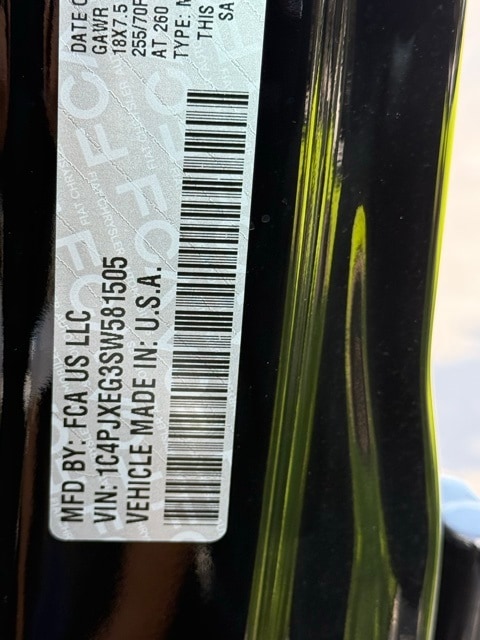 MFD BY: FCA US LLC
VIN: 1C4PJXEG3SW581505
VEHICLE MADE IN: U.S.A.
DATE O
GAWR
18X7.5
255/70R
AT 260
TYPE:
THIS
SA